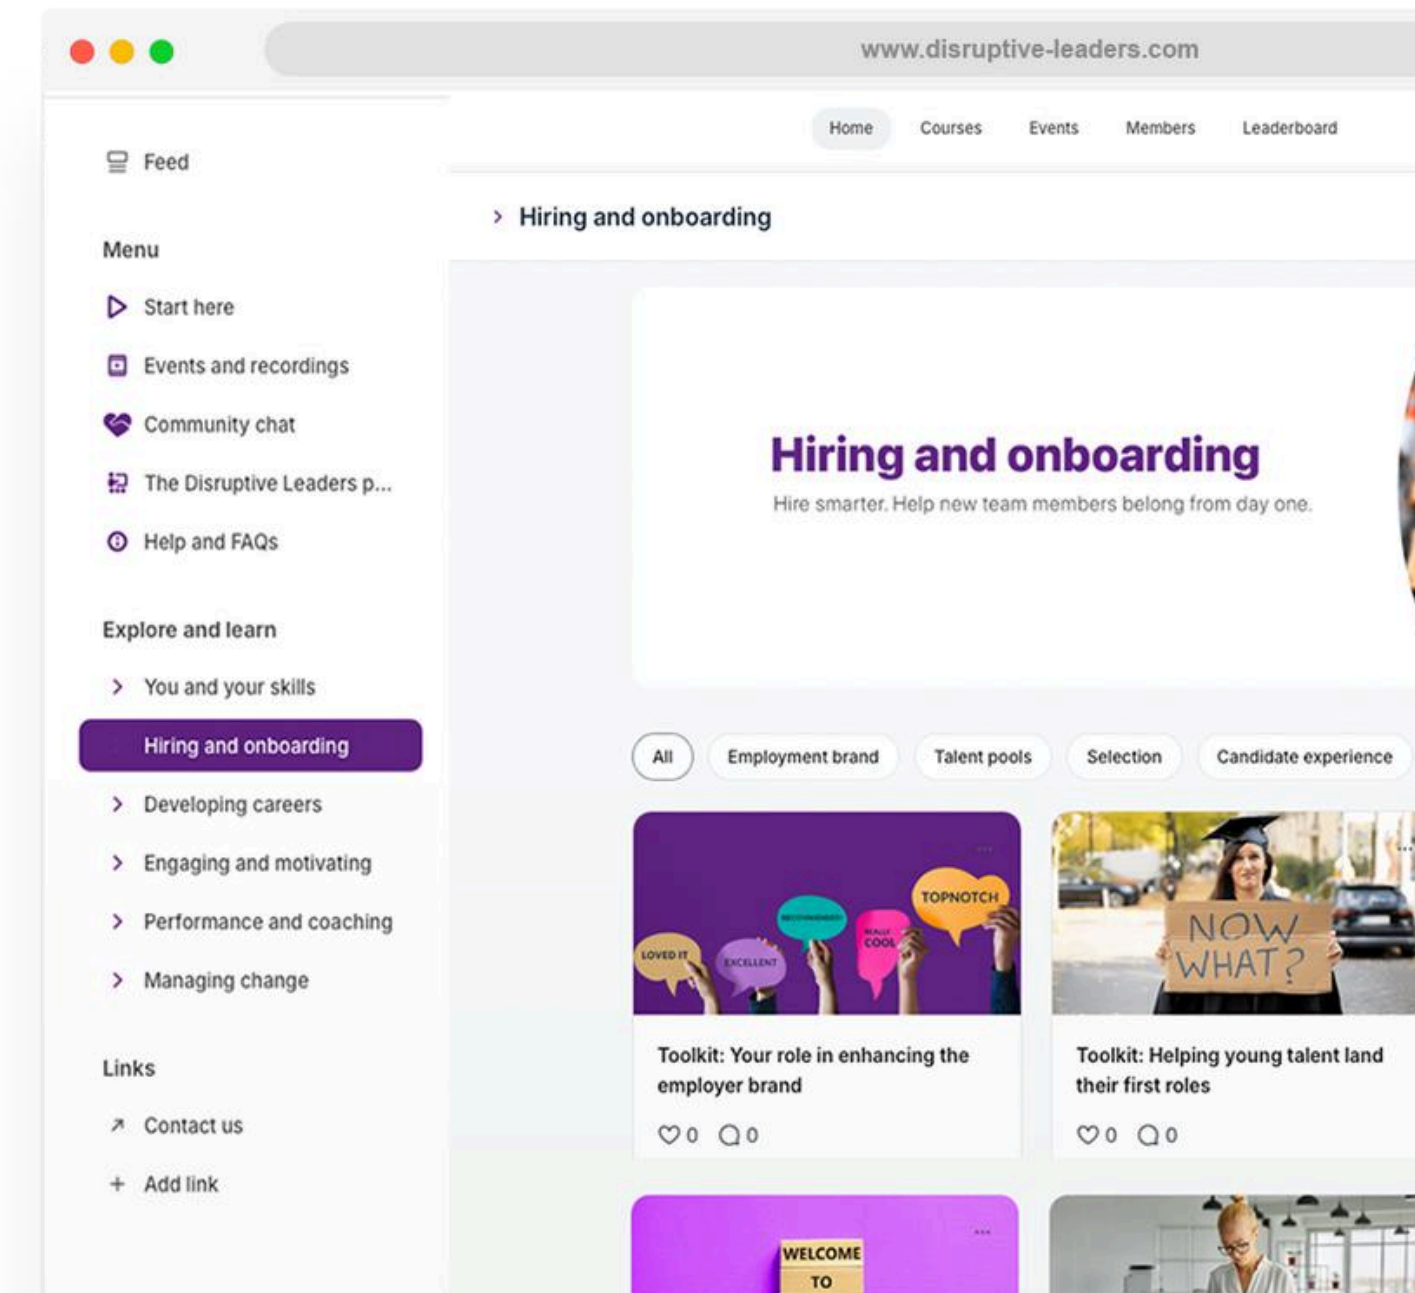 www.disruptive-leaders.com
Home
Courses
Events
Members
Leaderboard
Feed
Menu
Start here
Events and recordings
Community chat
The Disruptive Leaders p...
Help and FAQs
Explore and learn
You and your skills
Hiring and onboarding
Developing careers
Engaging and motivating
Performance and coaching
Managing change
Links
Contact us
Add link
Hiring and onboarding
Hiring and onboarding
Hire smarter. Help new team members belong from day one.
All
Employment brand
Talent pools
Selection
Candidate experience
LOVED IT
EXCELLENT
RECOMMENDED!
REALLY
COOL
TOPNOTCH
Toolkit: Your role in enhancing the
employer brand
0 0
NOW
WHAT?
Toolkit: Helping young talent land
their first roles
0 0
WELCOME
TO